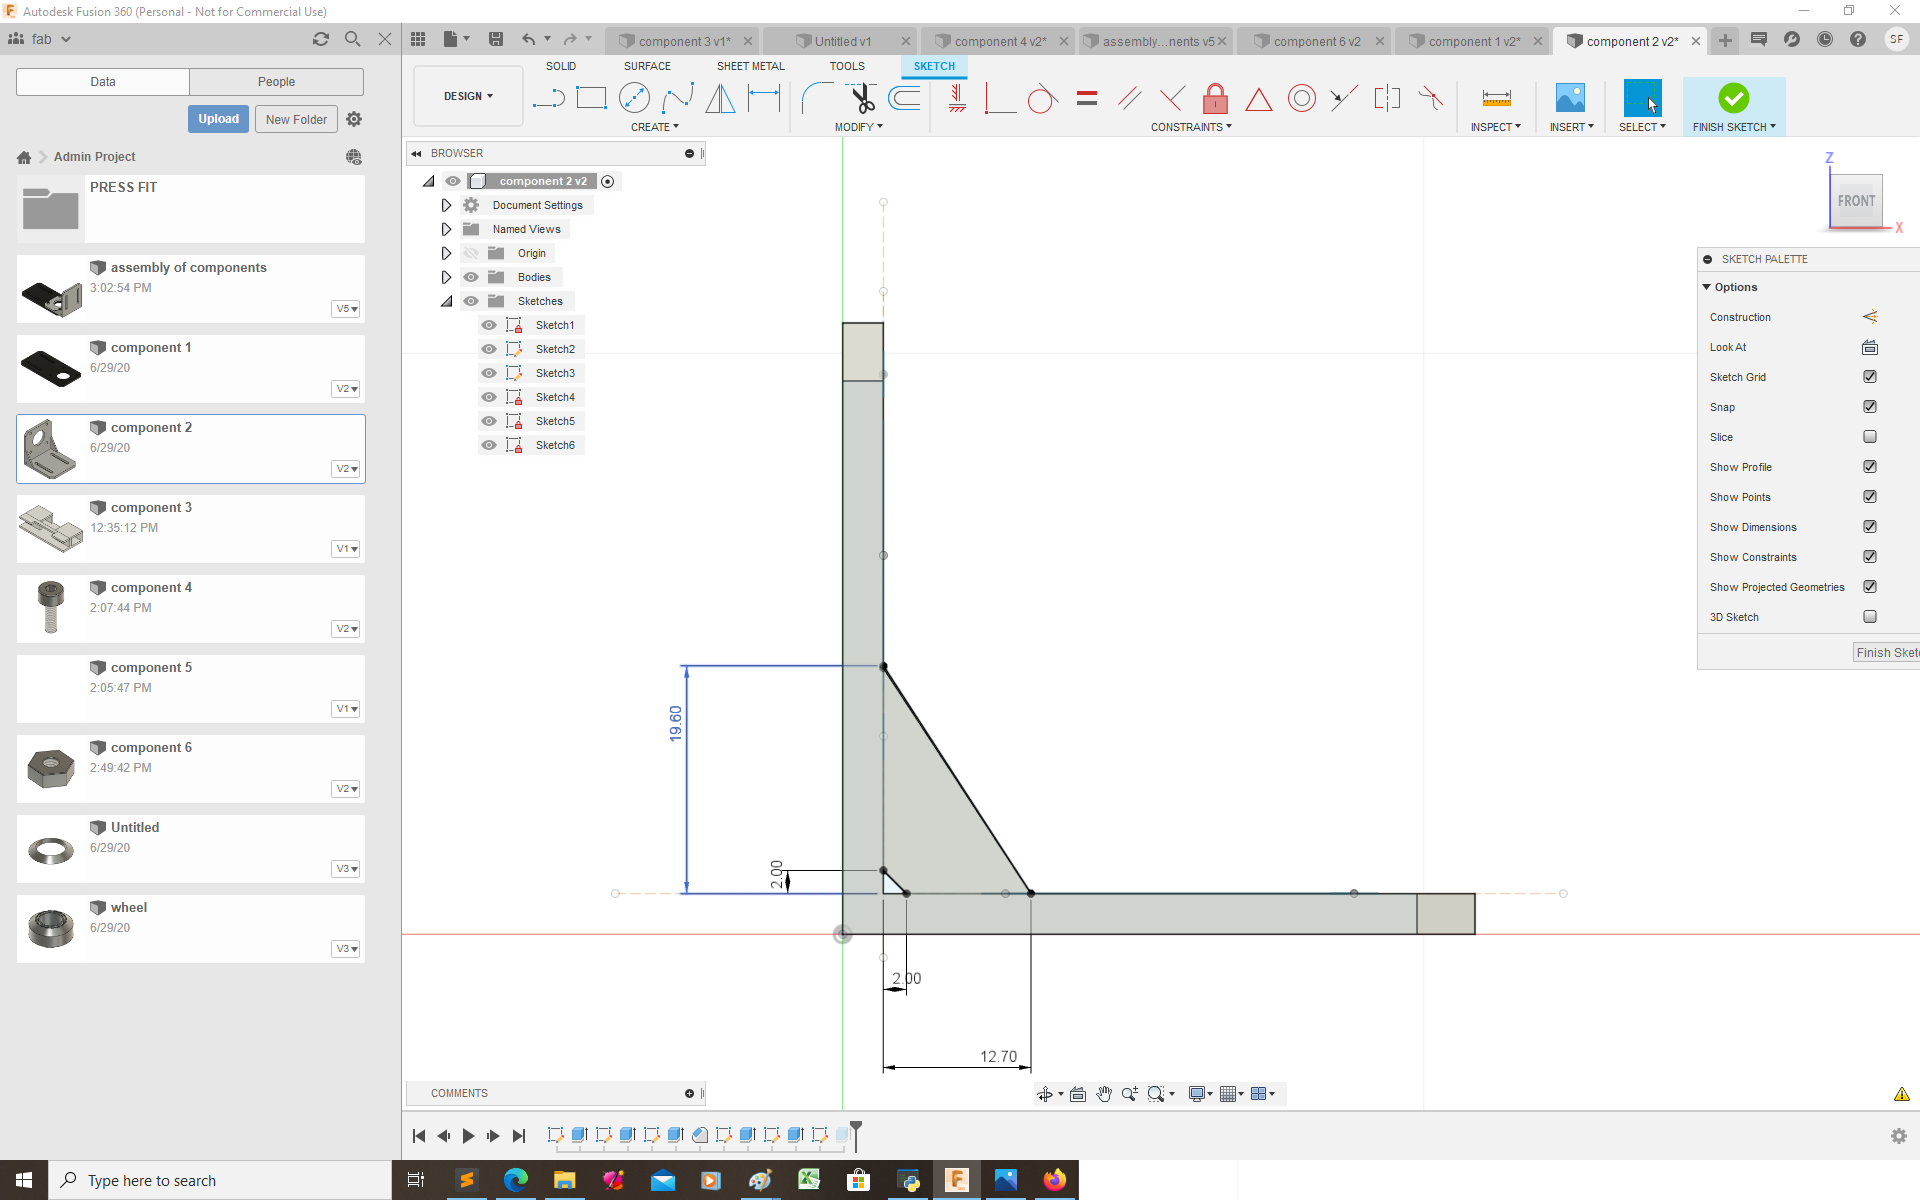 Autodesk Fusion 360 (Personal - Not for Commercial Use)
fab
component 3 v1*
Untitled v1
component 4 v2*
assembly...nents v5
component 6 v2
component 1 v2*
component 2 v2*
SF
Data
People
Upload
New Folder
Admin Project
PRESS FIT
assembly of components
3:02:54 PM
V5
component 1
6/29/20
V2
component 2
6/29/20
V2
component 3
12:35:12 PM
V1
component 4
2:07:44 PM
V2
component 5
2:05:47 PM
V1
component 6
2:49:42 PM
V2
Untitled
6/29/20
V3
wheel
6/29/20
V3
SOLID
SURFACE
SHEET METAL
TOOLS
SKETCH
DESIGN
CREATE
MODIFY
CONSTRAINTS
INSPECT
INSERT
SELECT
FINISH SKETCH
BROWSER
component 2 v2
Document Settings
Named Views
Origin
Bodies
Sketches
Sketch1
Sketch2
Sketch3
Sketch4
Sketch5
Sketch6
Z
FRONT
X
SKETCH PALETTE
Options
Construction
Look At
Sketch Grid
Snap
Slice
Show Profile
Show Points
Show Dimensions
Show Constraints
Show Projected Geometries
3D Sketch
Finish Sket
19.60
2.00
2.00
12.70
COMMENTS
Type here to search